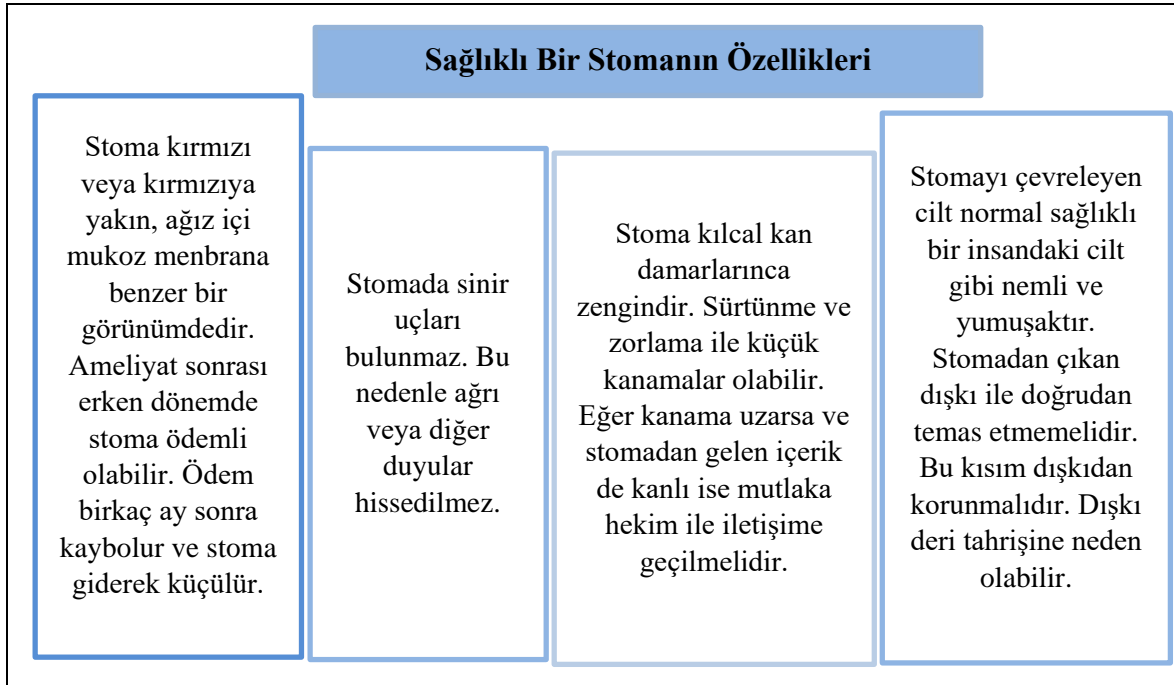 Sağlıklı Bir Stomanın Özellikleri
Stoma kırmızı
veya kırmızıya
yakın, ağız içi
mukoz menbrana
benzer bir
görünümdedir.
Ameliyat sonrası
erken dönemde
stoma ödemli
olabilir. Ödem
birkaç ay sonra
kaybolur ve stoma
giderek küçülür.
Stomada sinir
uçları
bulunmaz. Bu
nedenle ağrı
veya diğer
duyular
hissedilmez.
Stoma kılcal kan
damarlarınca
zengindir. Sürtünme ve
zorlama ile küçük
kanamalar olabilir.
Eğer kanama uzarsa ve
stomadan gelen içerik
de kanlı ise mutlaka
hekim ile iletişime
geçilmelidir.
Stomayı çevreleyen
cilt normal sağlıklı
bir insandaki cilt
gibi nemli ve
yumuşaktır.
Stomadan çıkan
dışkı ile doğrudan
temas etmemelidir.
Bu kısım dışkıdan
korunmalıdır. Dışkı
deri tahrişine neden
olabilir.